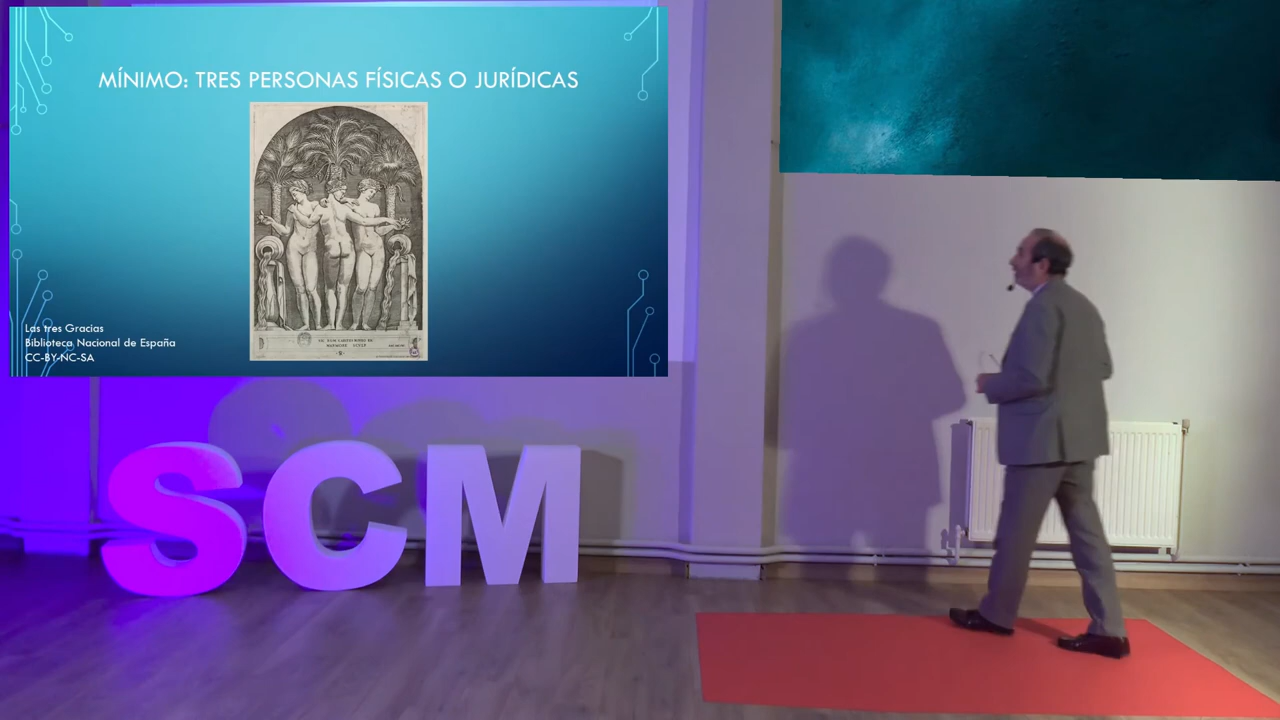 MÍNIMO: TRES PERSONAS FÍSICAS O JURÍDICAS
Las tres Gracias
Biblioteca Nacional de España
CC-BY-NC-SA
SCM